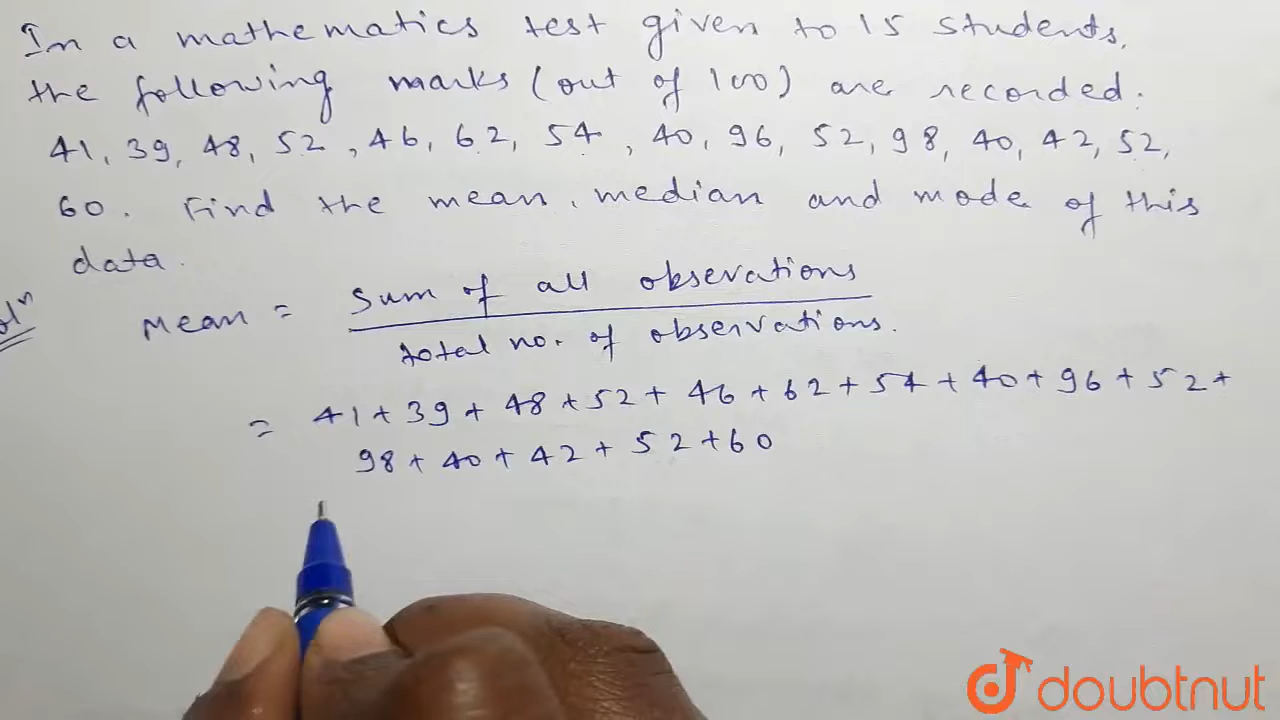 In a mathematics test given to 15 students,
the following marks (out of 100) are recorded:
41, 39, 48, 52, 46, 62, 54, 40, 96, 52, 98, 40, 42, 52,
60. Find the mean, median and mode of this
data.
Mean = Sum of all obsevations
total no. of observations.
= 41 + 39 + 48 + 52 + 46 + 62 + 54 + 40 + 96 + 52 +
98 + 40 + 42 + 52 + 60
doubtnut